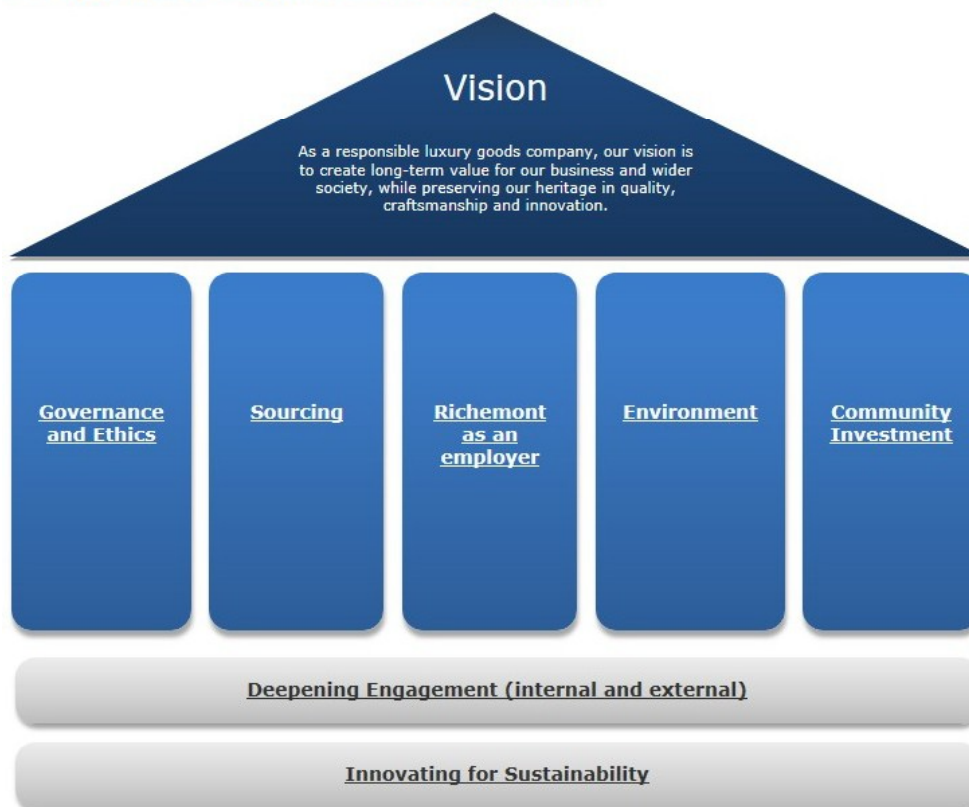 Vision
As a responsible luxury goods company, our vision is
to create long-term value for our business and wider
society, while preserving our heritage in quality,
craftsmanship and innovation.
Governance
and Ethics
Sourcing
Richemont
as an
employer
Environment
Community
Investment
Deepening Engagement (internal and external)
Innovating for Sustainability